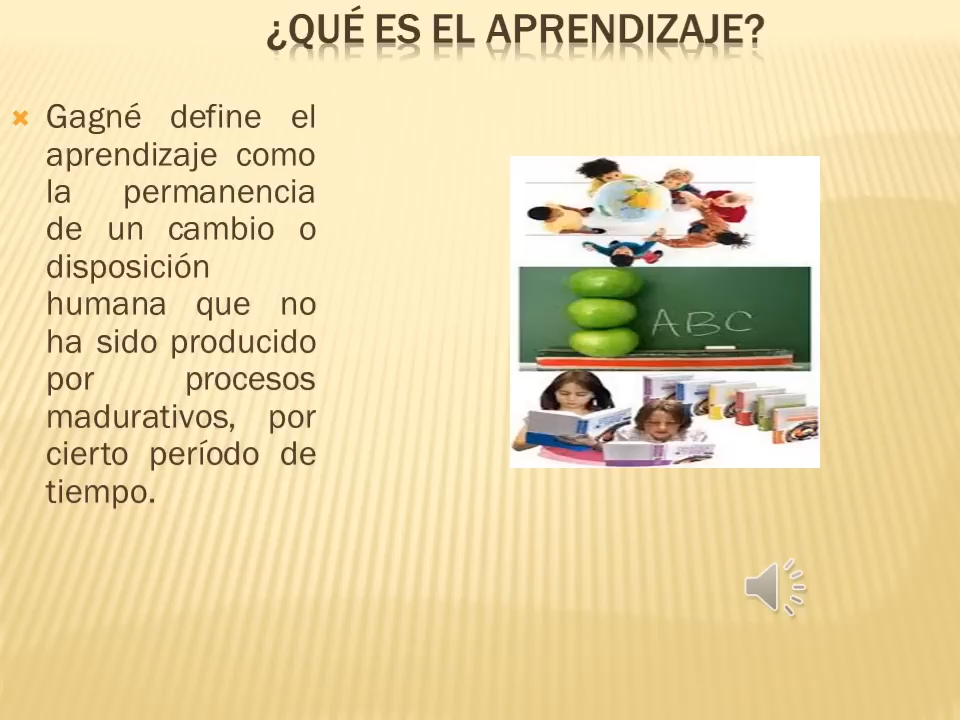 ¿QUÉ ES EL APRENDIZAJE?
Gagné define el
aprendizaje como
la permanencia
de un cambio o
disposición
humana que no
ha sido producido
por procesos
madurativos, por
cierto período de
tiempo.
ABC